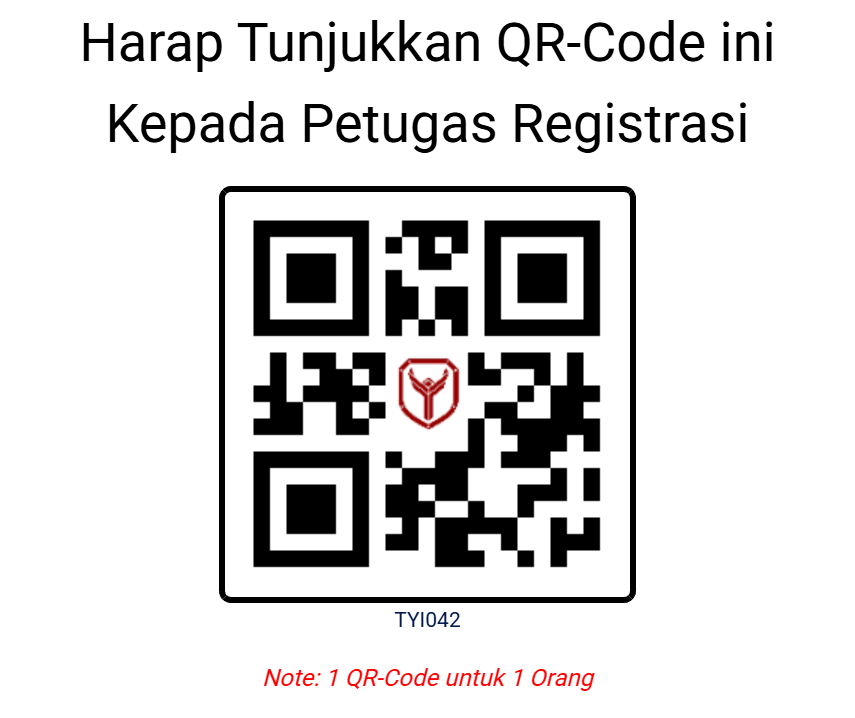 Harap Tunjukkan QR-Code ini
Kepada Petugas Registrasi
TYI042
Note: 1 QR-Code untuk 1 Orang